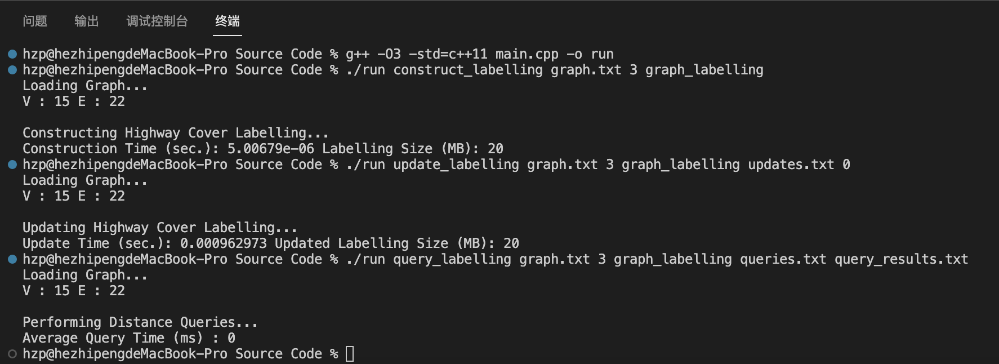 问题 输出 调试控制台 终端
hzp@hezhipengdeMacBook-Pro Source Code % g++ -O3 -std=c++11 main.cpp -o run
hzp@hezhipengdeMacBook-Pro Source Code % ./run construct_labelling graph.txt 3 graph_labelling
Loading Graph...
V : 15 E : 22
Constructing Highway Cover Labelling...
Construction Time (sec.): 5.00679e-06 Labelling Size (MB): 20
hzp@hezhipengdeMacBook-Pro Source Code % ./run update_labelling graph.txt 3 graph_labelling updates.txt 0
Loading Graph...
V : 15 E : 22
Updating Highway Cover Labelling...
Update Time (sec.): 0.000962973 Updated Labelling Size (MB): 20
hzp@hezhipengdeMacBook-Pro Source Code % ./run query_labelling graph.txt 3 graph_labelling queries.txt query_results.txt
Loading Graph...
V : 15 E : 22
Performing Distance Queries...
Average Query Time (ms) : 0
hzp@hezhipengdeMacBook-Pro Source Code %